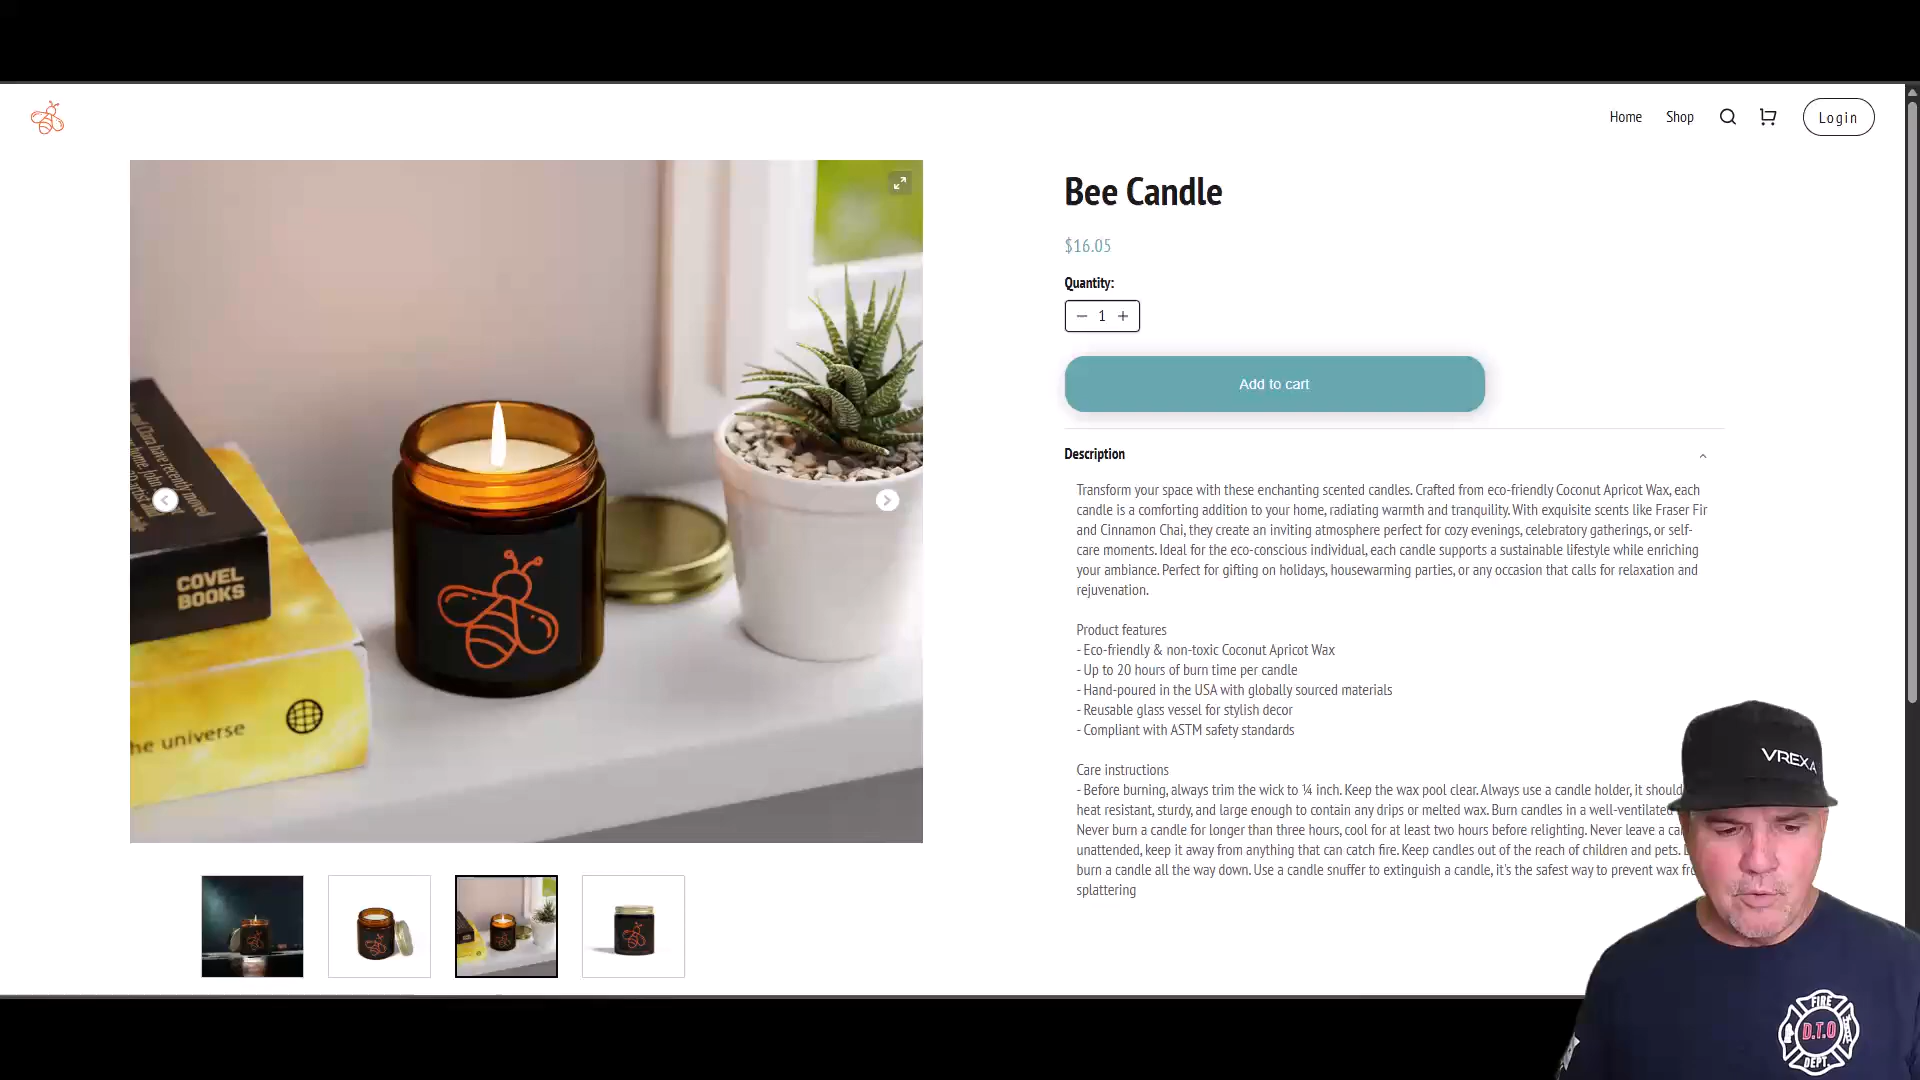 Home
Shop
Login
Bee Candle
$16.05
Quantity:
1
Add to cart
Description
Transform your space with these enchanting scented candles. Crafted from eco-friendly Coconut Apricot Wax, each
candle is a comforting addition to your home, radiating warmth and tranquility. With exquisite scents like Fraser Fir
and Cinnamon Chai, they create an inviting atmosphere perfect for cozy evenings, celebratory gatherings, or self-
care moments. Ideal for the eco-conscious individual, each candle supports a sustainable lifestyle while enriching
your ambiance. Perfect for gifting on holidays, housewarming parties, or any occasion that calls for relaxation and
rejuvenation.
Product features
- Eco-friendly & non-toxic Coconut Apricot Wax
- Up to 20 hours of burn time per candle
- Hand-poured in the USA with globally sourced materials
- Reusable glass vessel for stylish decor
- Compliant with ASTM safety standards
Care instructions
- Before burning, always trim the wick to ¼ inch. Keep the wax pool clear. Always use a candle holder, it should
heat resistant, sturdy, and large enough to contain any drips or melted wax. Burn candles in a well-ventilated
Never burn a candle for longer than three hours, cool for at least two hours before relighting. Never leave a
unattended, keep it away from anything that can catch fire. Keep candles out of the reach of children and pets.
burn a candle all the way down. Use a candle snuffer to extinguish a candle, it's the safest way to prevent wax
splattering
COVEL
BOOKS
he universe
VREXA
FIRE
D.T.O
DEPT.